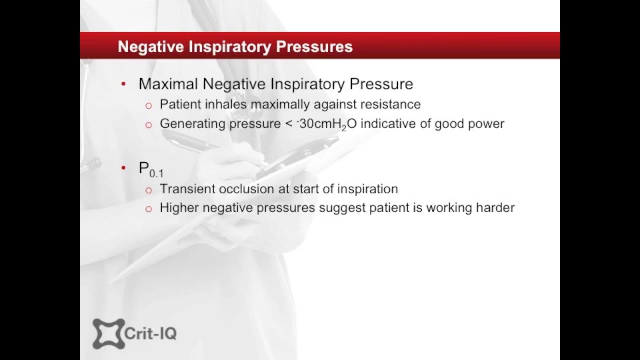 Negative Inspiratory Pressures
• Maximal Negative Inspiratory Pressure
o Patient inhales maximally against resistance
o Generating pressure < ⁻30cmH₂O indicative of good power
• P₀.₁
o Transient occlusion at start of inspiration
o Higher negative pressures suggest patient is working harder
Crit-IQ